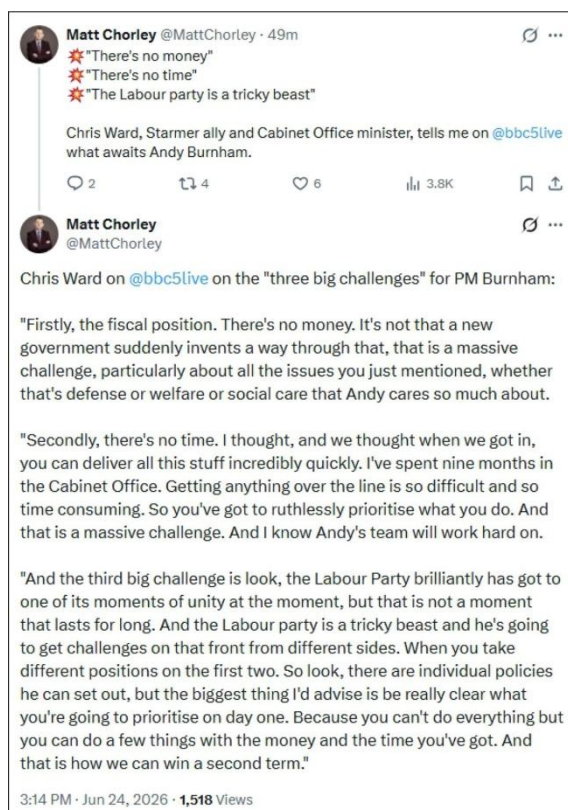 Matt Chorley @MattChorley · 49m
💥"There's no money"
💥"There's no time"
💥"The Labour party is a tricky beast"
Chris Ward, Starmer ally and Cabinet Office minister, tells me on @bbc5live
what awaits Andy Burnham.
2 4 6 3.8K
Matt Chorley
@MattChorley
Chris Ward on @bbc5live on the "three big challenges" for PM Burnham:
"Firstly, the fiscal position. There's no money. It's not that a new
government suddenly invents a way through that, that is a massive
challenge, particularly about all the issues you just mentioned, whether
that's defense or welfare or social care that Andy cares so much about.
"Secondly, there's no time. I thought, and we thought when we got in,
you can deliver all this stuff incredibly quickly. I've spent nine months in
the Cabinet Office. Getting anything over the line is so difficult and so
time consuming. So you've got to ruthlessly prioritise what you do. And
that is a massive challenge. And I know Andy's team will work hard on.
"And the third big challenge is look, the Labour Party brilliantly has got to
one of its moments of unity at the moment, but that is not a moment
that lasts for long. And the Labour party is a tricky beast and he's going
to get challenges on that front from different sides. When you take
different positions on the first two. So look, there are individual policies
he can set out, but the biggest thing I'd advise is be really clear what
you're going to prioritise on day one. Because you can't do everything but
you can do a few things with the money and the time you've got. And
that is how we can win a second term."
3:14 PM · Jun 24, 2026 · 1,518 Views